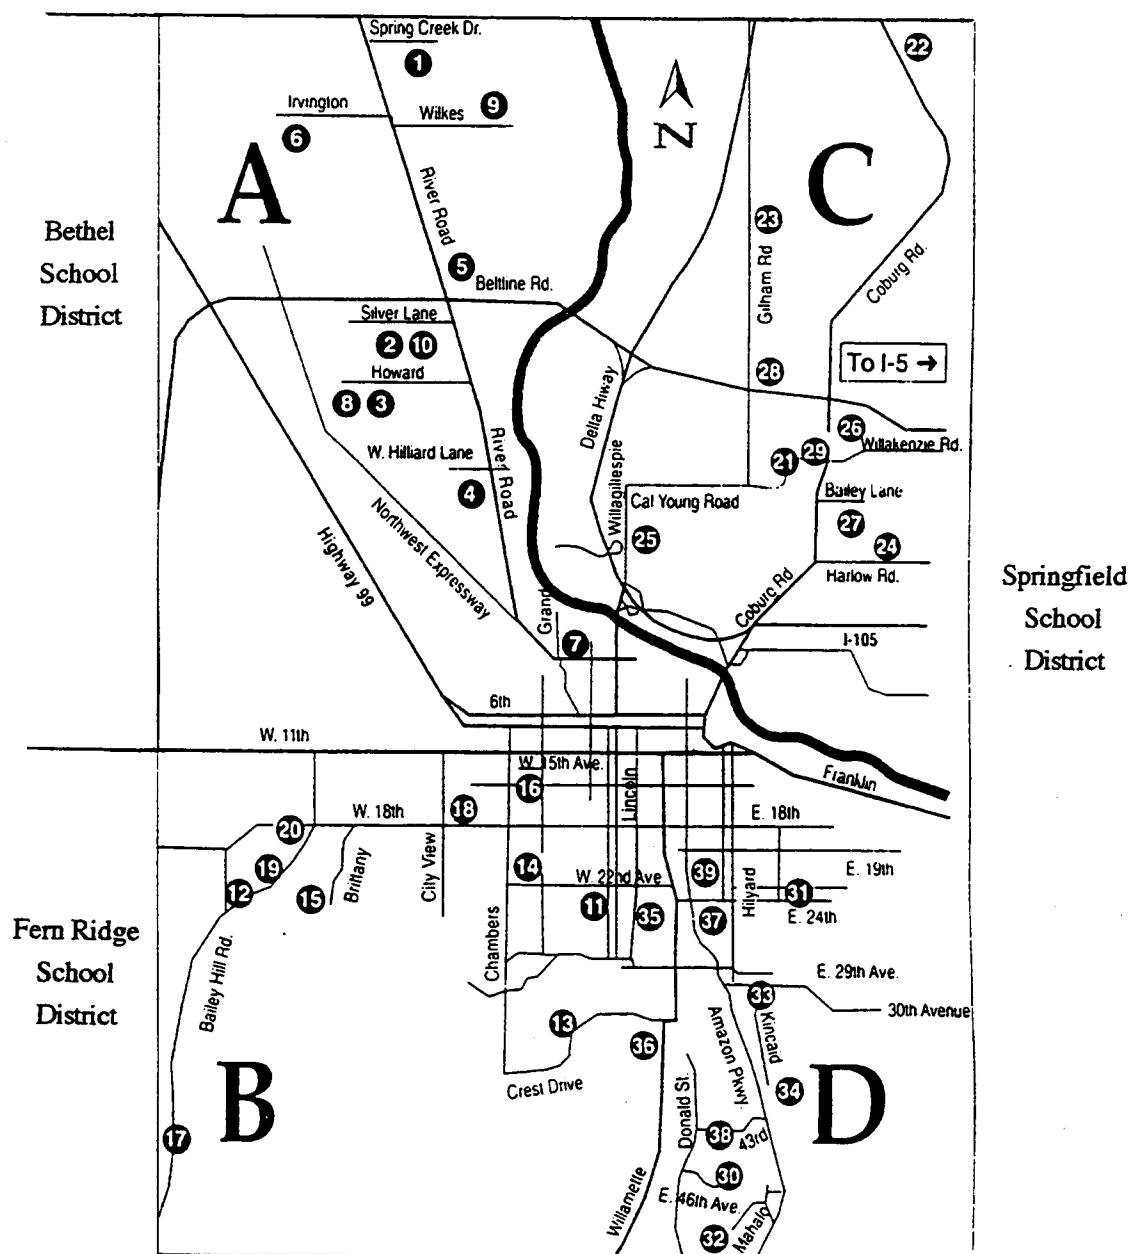 Spring Creek Dr.
1
22
Irvington
Wilkes
9
6
N
A
C
River Road
23
Bethel
School
District
5
Beltline Rd.
Gilham Rd
Coburg Rd.
Silver Lane
2
10
To I-5 →
Howard
28
8
3
Delta Hiway
26
Willakenzie Rd.
W. Hilliard Lane
River Road
Willagillespie
21
29
4
Cal Young Road
Bailey Lane
Northwest Expressway
27
Highway 99
25
24
Harlow Rd.
Springfield
School
District
Grand
Coburg Rd
7
I-105
6th
W. 11th
W. 15th Ave.
Franklin
16
Lincoln
20
W. 18th
18
E. 18th
19
Brittany
City View
14
39
E. 19th
12
15
W. 22nd Ave
Hilyard
31
11
35
37
E. 24th
Fern Ridge
School
District
Bailey Hill Rd.
Chambers
E. 29th Ave.
33
30th Avenue
13
36
Amazon Pkwy.
Kincaid
Crest Drive
34
B
D
17
Donald St.
38
43rd
30
E. 46th Ave.
Willamette
32
Mahalo